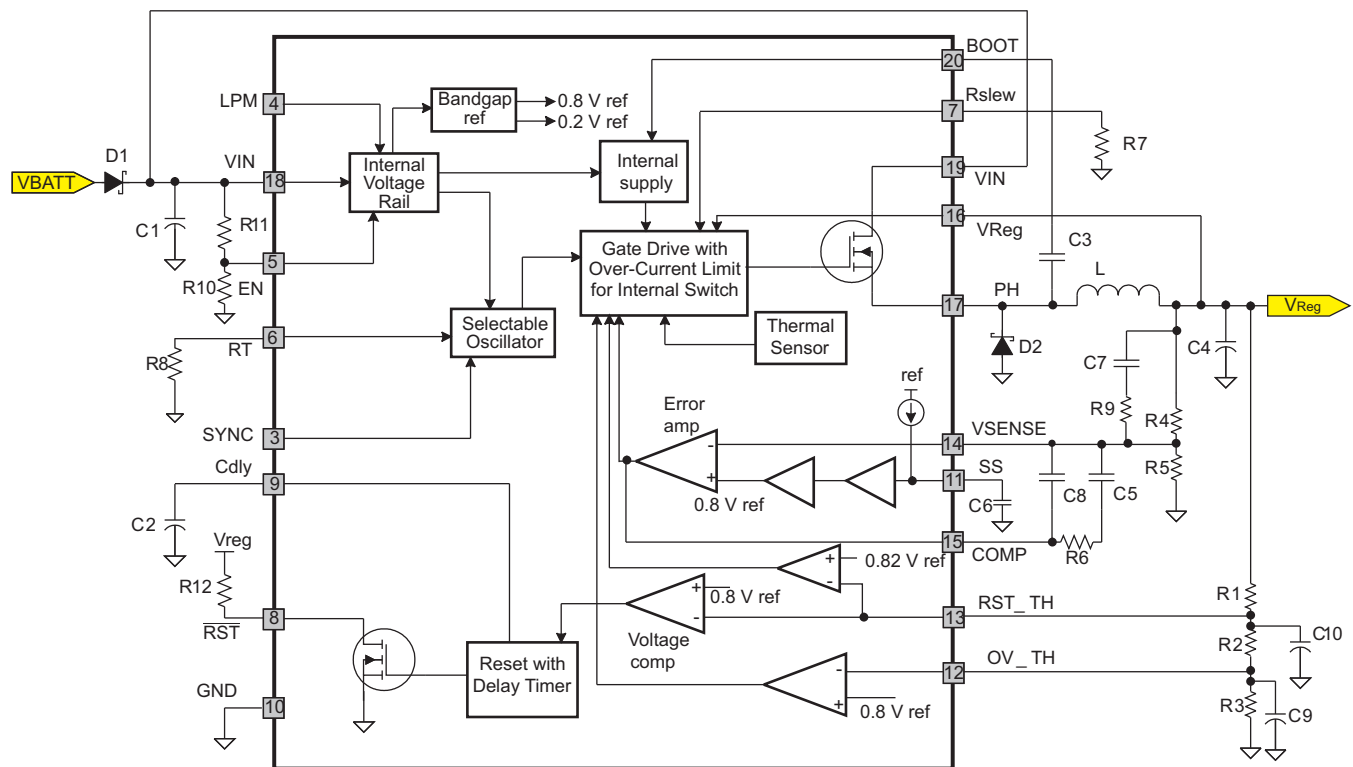 BOOT
20
LPM
4
Bandgap
ref
0.8 V ref
0.2 V ref
Rslew
7
R7
D1
VBATT
VIN
18
Internal
Voltage
Rail
Internal
supply
19
VIN
C1
R11
16
VReg
5
R10
EN
Gate Drive with
Over-Current Limit
for Internal Switch
C3
L
17
PH
VReg
6
RT
R8
Selectable
Oscillator
Thermal
Sensor
D2
C7
C4
ref
R9
R4
Error
amp
SYNC
3
-
14
VSENSE
Cdly
9
+
0.8 V ref
11
SS
C6
C8
C5
R5
C2
Vreg
15
COMP
R6
R12
+
0.82 V ref
-
R1
+
0.8 V ref
RST
8
-
13
RST_TH
Voltage
comp
C10
R2
Reset with
Delay Timer
-
12
OV_TH
GND
10
+
0.8 V ref
R3
C9